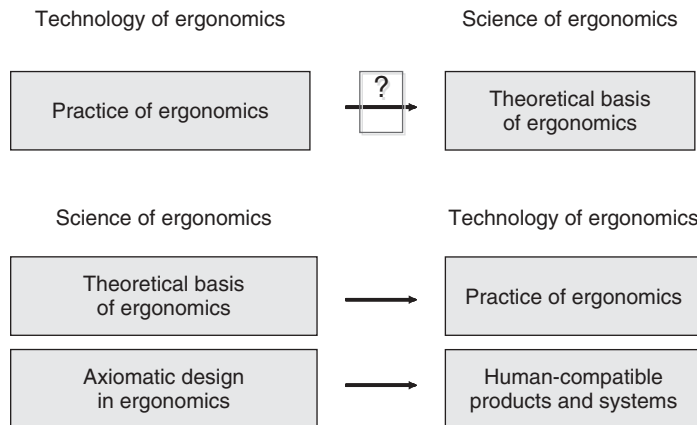 Technology of ergonomics
Science of ergonomics
Practice of ergonomics
?
Theoretical basis
of ergonomics
Science of ergonomics
Technology of ergonomics
Theoretical basis
of ergonomics
Practice of ergonomics
Axiomatic design
in ergonomics
Human-compatible
products and systems